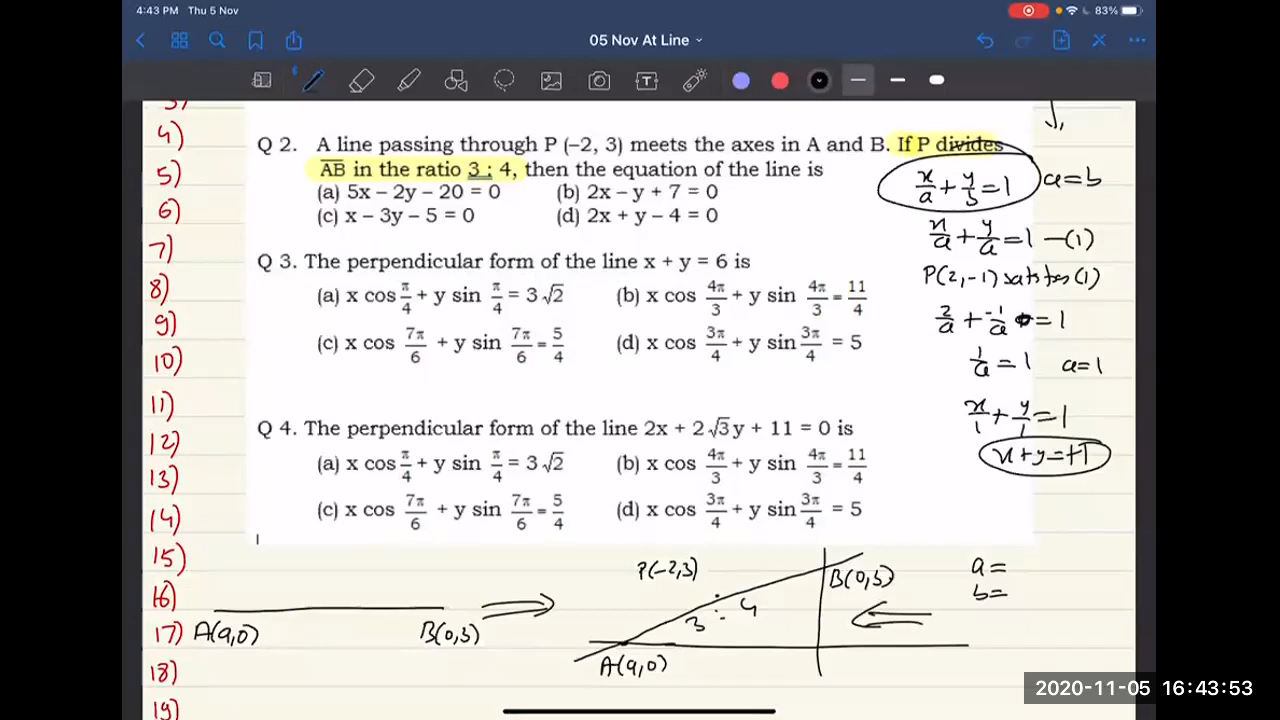 4:43 PM Thu 5 Nov
83%
05 Nov At Line
4)
5)
6)
7)
8)
9)
10)
11)
12)
13)
14)
15)
16)
17)
18)
19)
Q 2. A line passing through P (−2, 3) meets the axes in A and B. If P divides
AB in the ratio 3 : 4, then the equation of the line is
(a) 5x − 2y − 20 = 0 (b) 2x − y + 7 = 0
(c) x − 3y − 5 = 0 (d) 2x + y − 4 = 0
Q 3. The perpendicular form of the line x + y = 6 is
(a) x cos π/4 + y sin π/4 = 3√2 (b) x cos 4π/3 + y sin 4π/3 = 11/4
(c) x cos 7π/6 + y sin 7π/6 = 5/4 (d) x cos 3π/4 + y sin 3π/4 = 5
Q 4. The perpendicular form of the line 2x + 2√3y + 11 = 0 is
(a) x cos π/4 + y sin π/4 = 3√2 (b) x cos 4π/3 + y sin 4π/3 = 11/4
(c) x cos 7π/6 + y sin 7π/6 = 5/4 (d) x cos 3π/4 + y sin 3π/4 = 5
x/a + y/b = 1 a = b
x/a + y/a = 1 —(1)
P(2,-1) satsfes (1)
2/a + -1/a = 1
1/a = 1 a = 1
x/1 + y/1 = 1
A(a,0) B(0,b)
P(-2,3)
3 : 4
A(a,0)
B(0,b)
a =
b =
2020-11-05 16:43:53